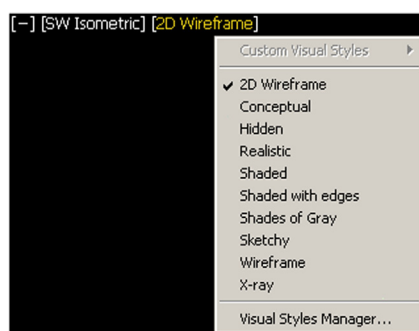 [−] [SW Isometric] [2D Wireframe]
Custom Visual Styles
2D Wireframe
Conceptual
Hidden
Realistic
Shaded
Shaded with edges
Shades of Gray
Sketchy
Wireframe
X-ray
Visual Styles Manager...